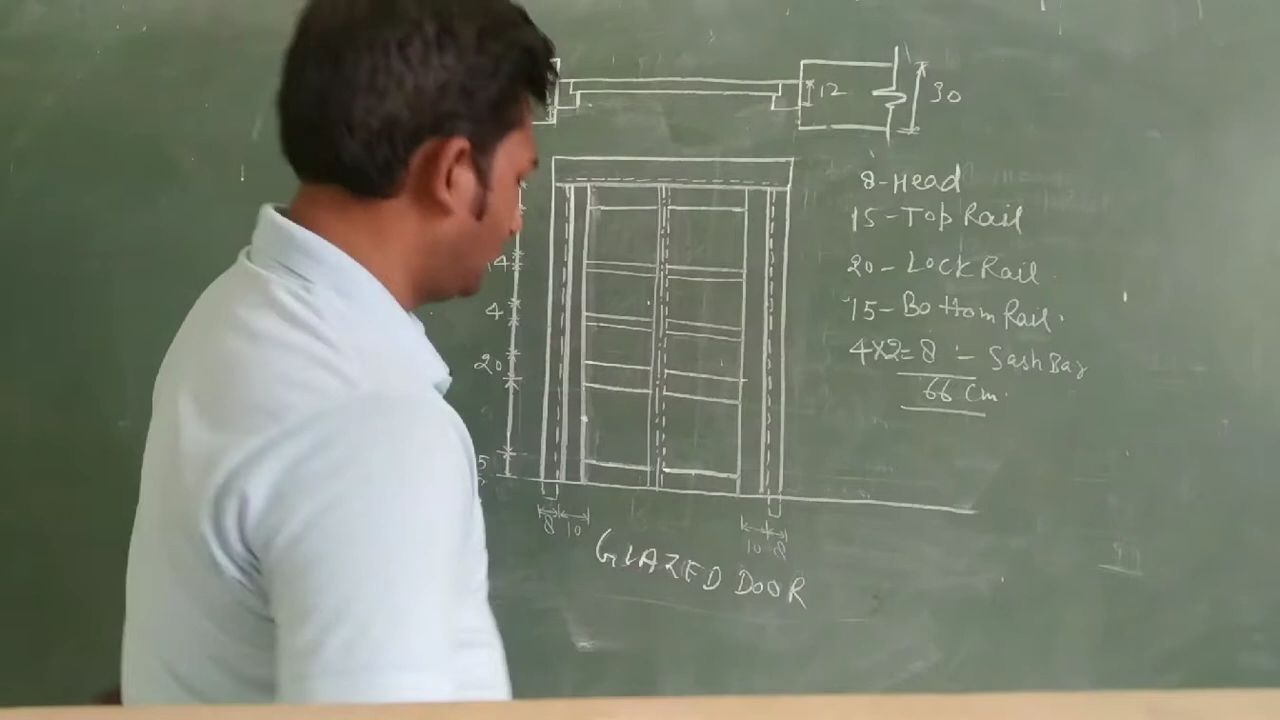 12
30
8-Head
15-Top Rail
14
20-Lock Rail.
4
15-Bottom Rail.
20
4X2=8 - Sash Bar
66 Cm.
5
8 10
10 8
GLAZED DOOR